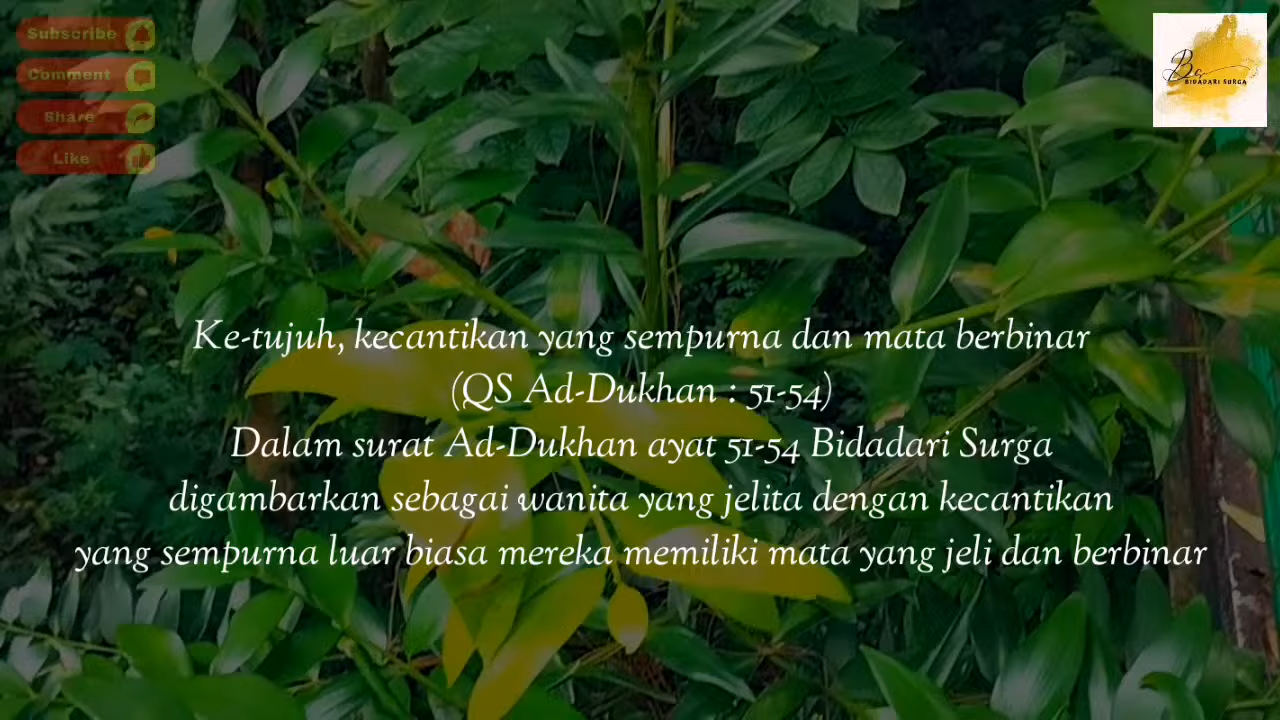 Subscribe
Comment
Share
Like
Bs
BIDADARI SURGA
Ke-tujuh, kecantikan yang sempurna dan mata berbinar
(QS Ad-Dukhan : 51-54)
Dalam surat Ad-Dukhan ayat 51-54 Bidadari Surga
digambarkan sebagai wanita yang jelita dengan kecantikan
yang sempurna luar biasa mereka memiliki mata yang jeli dan berbinar